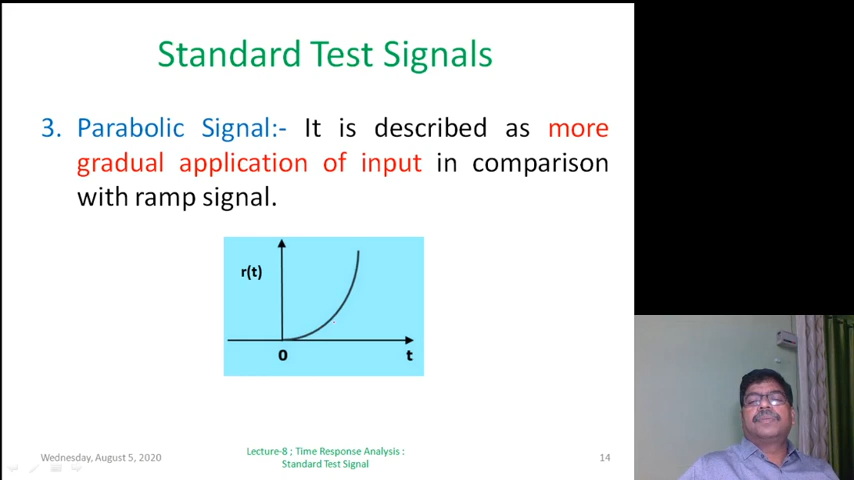 Standard Test Signals
3. Parabolic Signal:- It is described as more
gradual application of input in comparison
with ramp signal.
r(t)
0
t
Wednesday, August 5, 2020
Lecture-8 ; Time Response Analysis :
Standard Test Signal
14